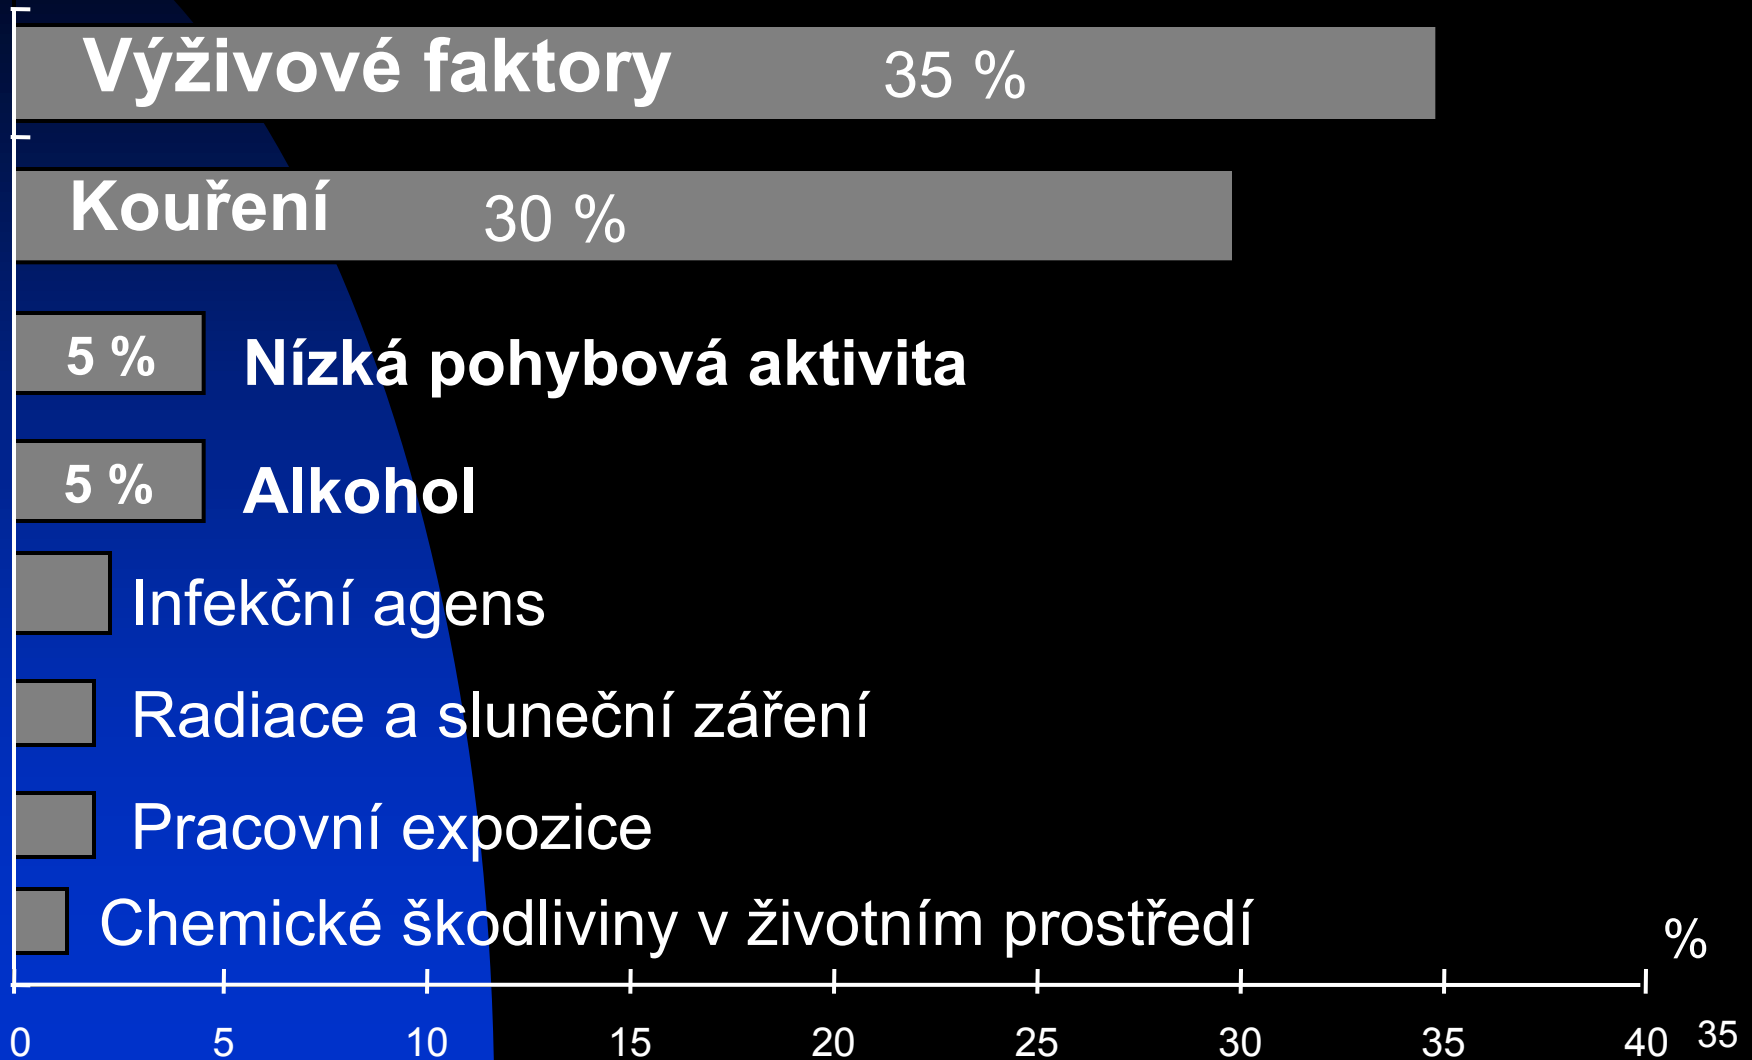 Výživové faktory 35 %
Kouření 30 %
5 % Nízká pohybová aktivita
5 % Alkohol
Infekční agens
Radiace a sluneční záření
Pracovní expozice
Chemické škodliviny v životním prostředí %
0 5 10 15 20 25 30 35 40 35